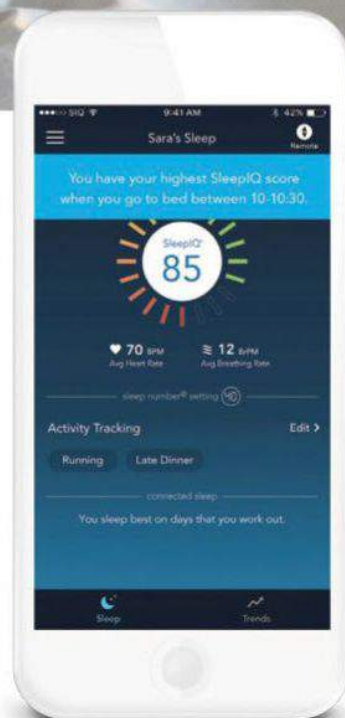 SIQ 9:41 AM 42%
Sara's Sleep
Remote
You have your highest SleepIQ score
when you go to bed between 10-10:30.
SleepIQ®
85
70 BPM 12 BrPM
Avg Heart Rate Avg Breathing Rate
sleep number® setting 40
Activity Tracking Edit >
Running Late Dinner
connected sleep
You sleep best on days that you work out.
Sleep Trends